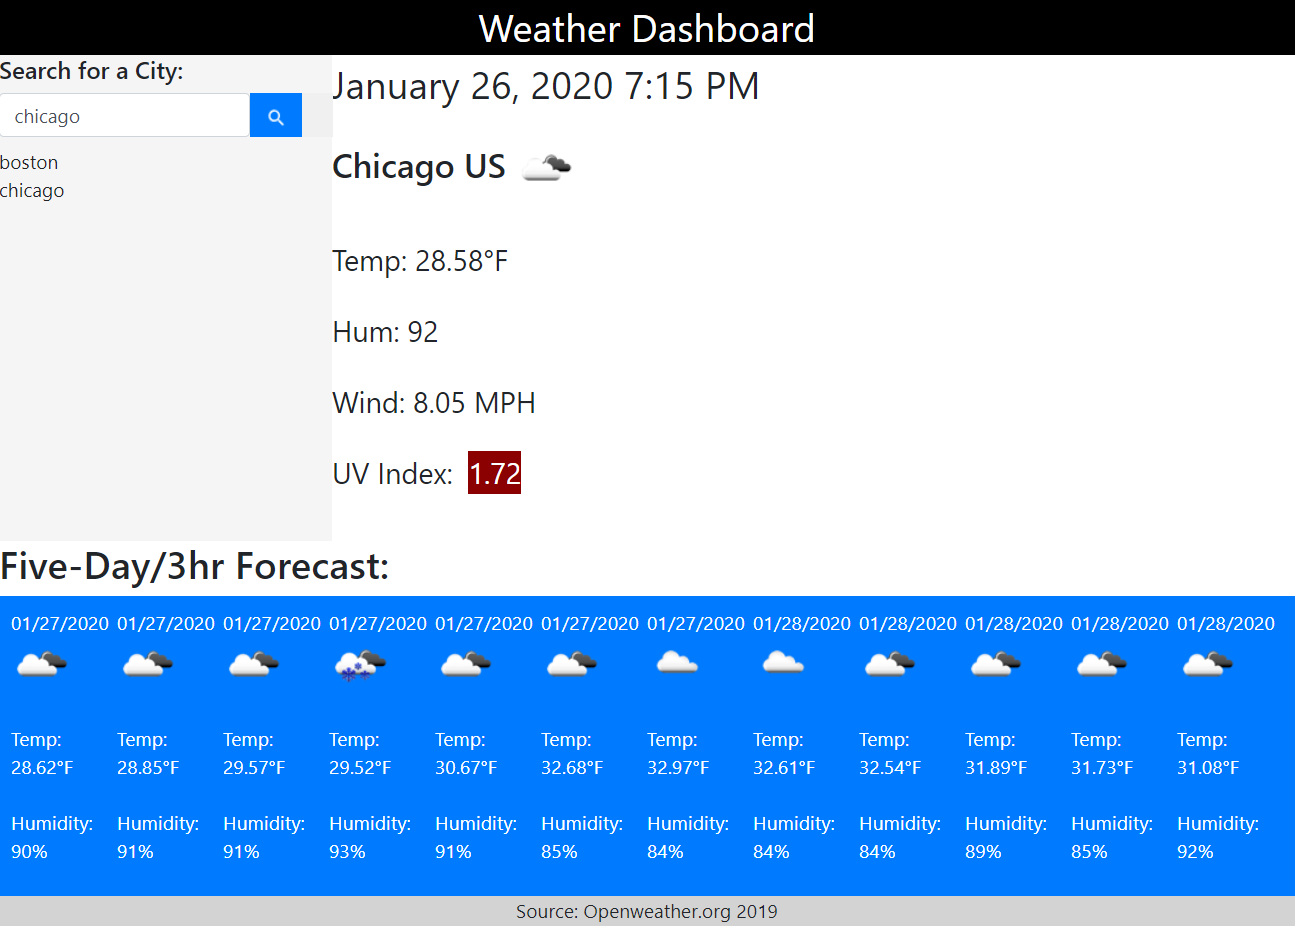 Weather Dashboard
Search for a City:
chicago
boston
chicago
January 26, 2020 7:15 PM
Chicago US
Temp: 28.58°F
Hum: 92
Wind: 8.05 MPH
UV Index: 1.72
Five-Day/3hr Forecast:
01/27/2020 01/27/2020 01/27/2020 01/27/2020 01/27/2020 01/27/2020 01/27/2020 01/28/2020 01/28/2020 01/28/2020 01/28/2020 01/28/2020
Temp: Temp: Temp: Temp: Temp: Temp: Temp: Temp: Temp: Temp: Temp: Temp:
28.62°F 28.85°F 29.57°F 29.52°F 30.67°F 32.68°F 32.97°F 32.61°F 32.54°F 31.89°F 31.73°F 31.08°F
Humidity: Humidity: Humidity: Humidity: Humidity: Humidity: Humidity: Humidity: Humidity: Humidity: Humidity: Humidity:
90% 91% 91% 93% 91% 85% 84% 84% 84% 89% 85% 92%
Source: Openweather.org 2019